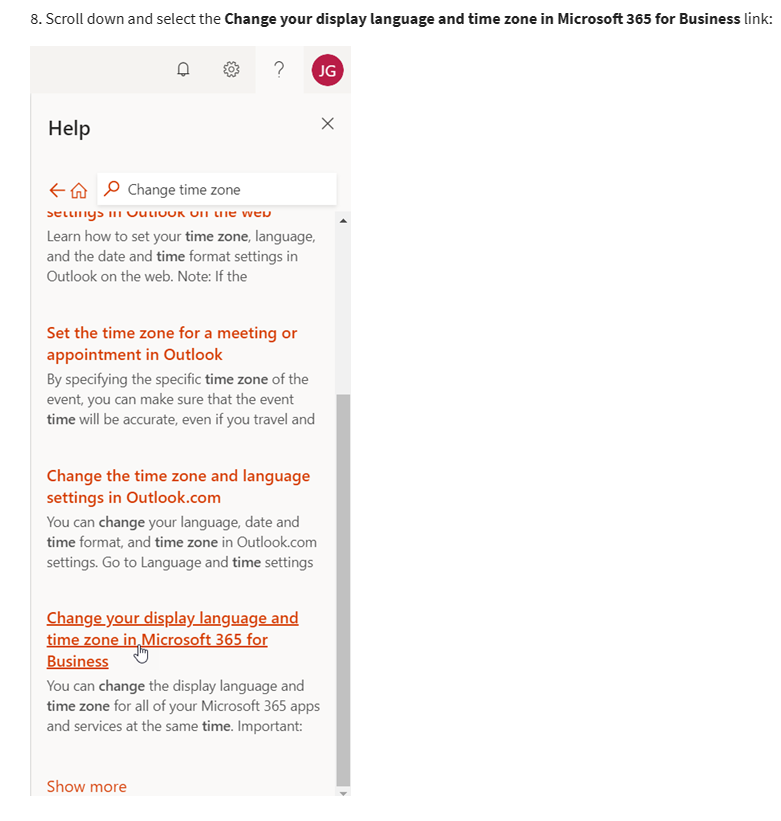 8. Scroll down and select the Change your display language and time zone in Microsoft 365 for Business link:
?
JG
Help
Change time zone
settings in Outlook on the web
Learn how to set your time zone, language,
and the date and time format settings in
Outlook on the web. Note: If the
Set the time zone for a meeting or
appointment in Outlook
By specifying the specific time zone of the
event, you can make sure that the event
time will be accurate, even if you travel and
Change the time zone and language
settings in Outlook.com
You can change your language, date and
time format, and time zone in Outlook.com
settings. Go to Language and time settings
Change your display language and
time zone in Microsoft 365 for
Business
You can change the display language and
time zone for all of your Microsoft 365 apps
and services at the same time. Important:
Show more